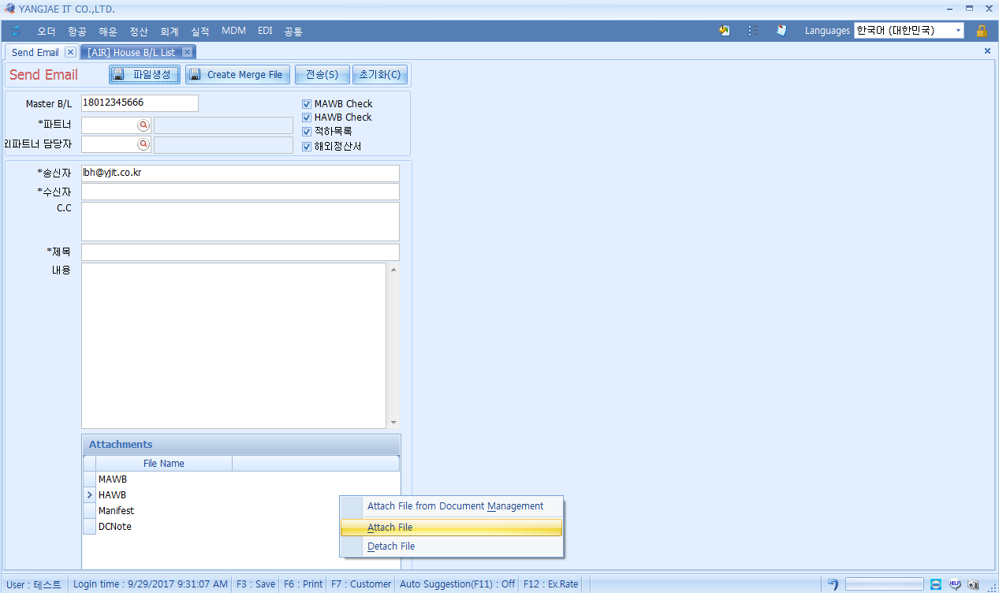 YANGJAE IT CO.,LTD.
오더 항공 해운 정산 회계 실적 MDM EDI 공통 Languages 한국어 (대한민국)
Send Email [AIR] House B/L List
Send Email 파일생성 Create Merge File 전송(S) 초기화(C)
Master B/L 18012345666 MAWB Check
*파트너 HAWB Check
외파트너 담당자 적하목록
해외정산서
*송신자 lbh@yjit.co.kr
*수신자
C.C
*제목
내용
Attachments
File Name
MAWB
HAWB
Manifest
DCNote
Attach File from Document Management
Attach File
Detach File
User : 테스트 Login time : 9/29/2017 9:31:07 AM F3 : Save F6 : Print F7 : Customer Auto Suggestion(F11) : Off F12 : Ex.Rate HELP